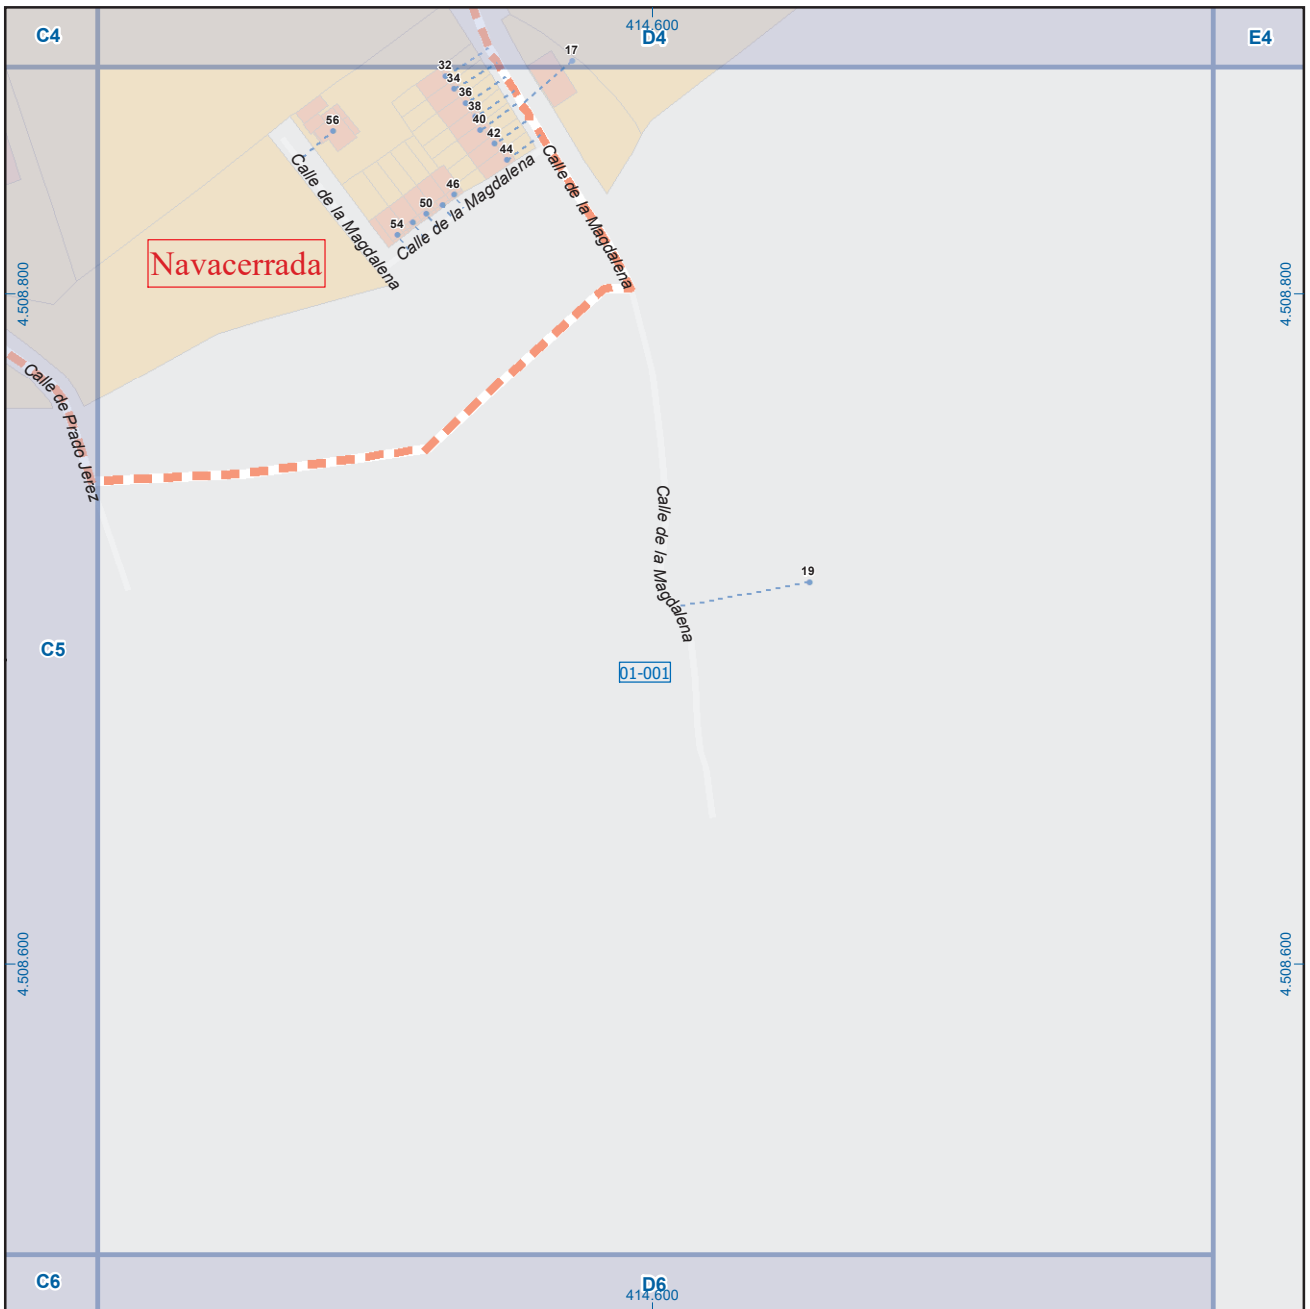 414.600
C4
D4
E4
17
32
34
36
38
40
42
44
56
46
50
54
Calle de la Magdalena
Calle de la Magdalena
Calle de la Magdalena
Navacerrada
4.508.800
4.508.800
Calle de Prado Jerez
Calle de la Magdalena
19
C5
01-001
4.508.600
4.508.600
C6
D6
414.600